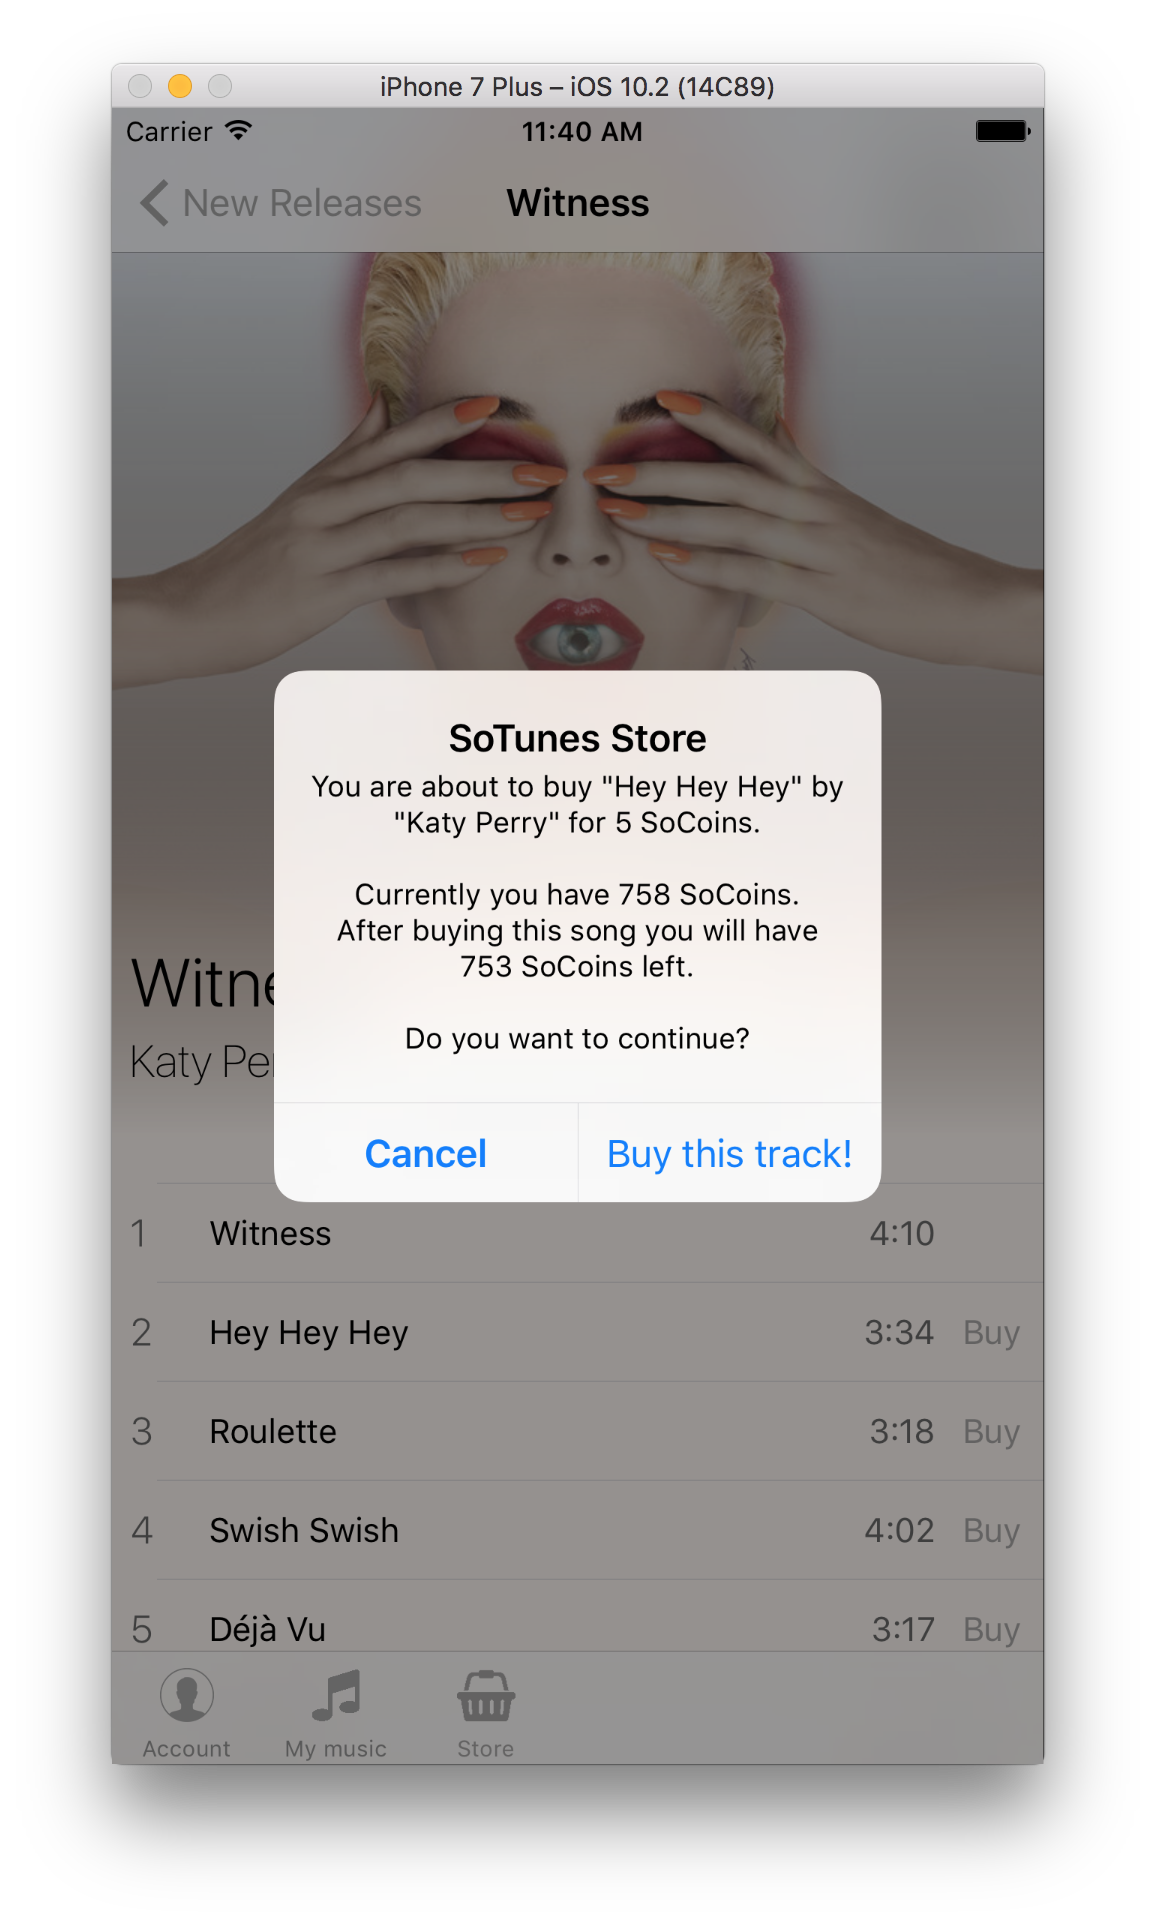 iPhone 7 Plus – iOS 10.2 (14C89)
Carrier
11:40 AM
New Releases
Witness
SoTunes Store
You are about to buy "Hey Hey Hey" by
"Katy Perry" for 5 SoCoins.
Currently you have 758 SoCoins.
After buying this song you will have
753 SoCoins left.
Do you want to continue?
Cancel
Buy this track!
Katy
1 Witness 4:10
2 Hey Hey Hey 3:34 Buy
3 Roulette 3:18 Buy
4 Swish Swish 4:02 Buy
5 Déjà Vu 3:17 Buy
Account
My music
Store